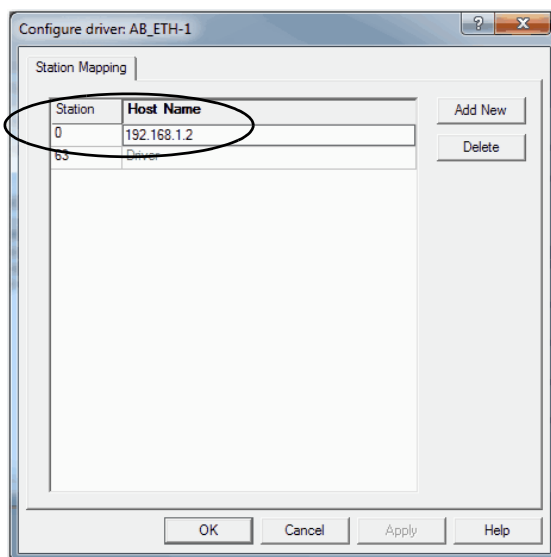 Configure driver: AB_ETH-1
Station Mapping
Station Host Name
0 192.168.1.2
63 Driver
Add New
Delete
OK Cancel Apply Help